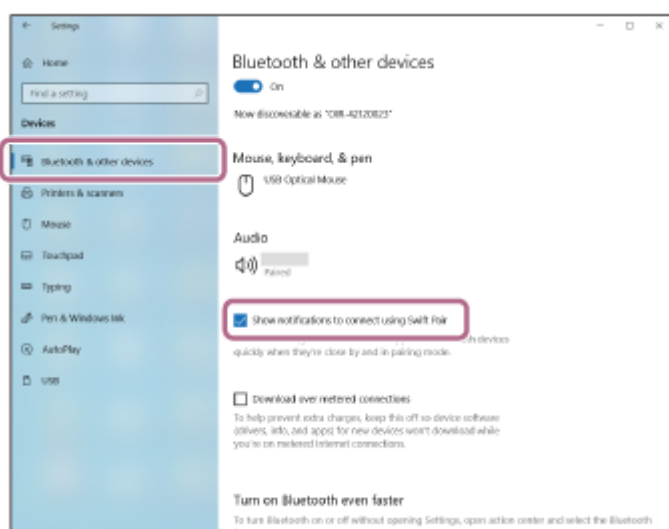 Settings
Home
Find a setting
Devices
Bluetooth & other devices
Printers & scanners
Mouse
Touchpad
Typing
Pen & Windows Ink
AutoPlay
USB
Bluetooth & other devices
On
Now discoverable as
Mouse, keyboard, & pen
USB Optical Mouse
Audio
Paired
Show notifications to connect using Swift Pair
devices
quickly when they're close by and in pairing mode.
Download over metered connections
To help prevent extra charges, keep this off so device software
(drivers, info, and apps) for new devices won't download while
you're on metered Internet connections.
Turn on Bluetooth even faster
To turn Bluetooth on or off without opening Settings, open action center and select the Bluetooth